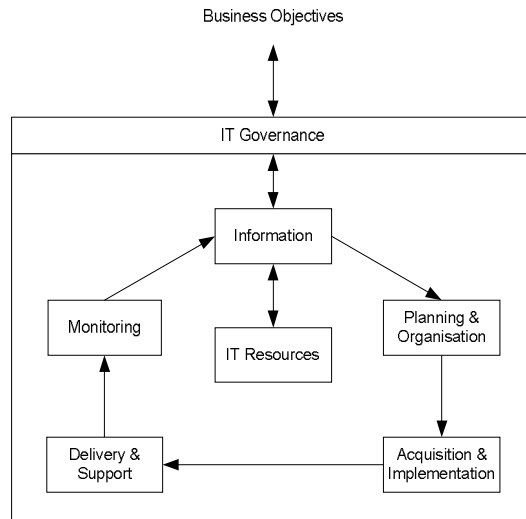 Business Objectives
IT Governance
Information
Monitoring
IT Resources
Planning &
Organisation
Delivery &
Support
Acquisition &
Implementation